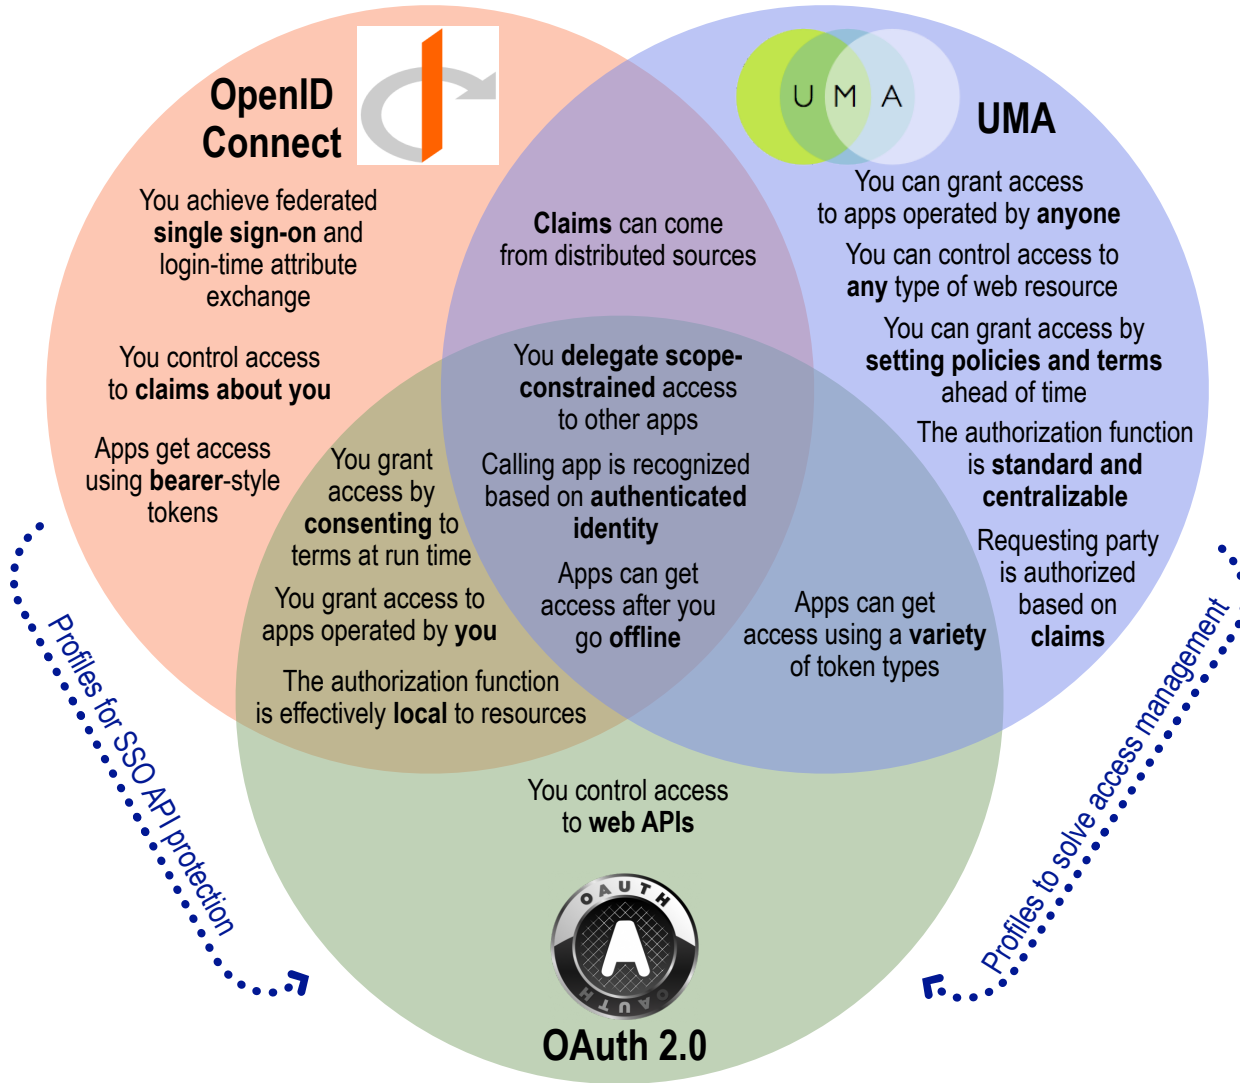 OpenID
Connect
U M A
UMA
You achieve federated
single sign-on and
login-time attribute
exchange
You control access
to claims about you
Apps get access
using bearer-style
tokens
Claims can come
from distributed sources
You can grant access
to apps operated by anyone
You can control access to
any type of web resource
You can grant access by
setting policies and terms
ahead of time
The authorization function
is standard and
centralizable
Requesting party
is authorized
based on
claims
You delegate scope-
constrained access
to other apps
Calling app is recognized
based on authenticated
identity
Apps can get
access after you
go offline
You grant
access by
consenting to
terms at run time
You grant access to
apps operated by you
The authorization function
is effectively local to resources
Apps can get
access using a variety
of token types
You control access
to web APIs
Profiles for SSO API protection
Profiles to solve access management
OAUTH
A
OAUTH
OAuth 2.0